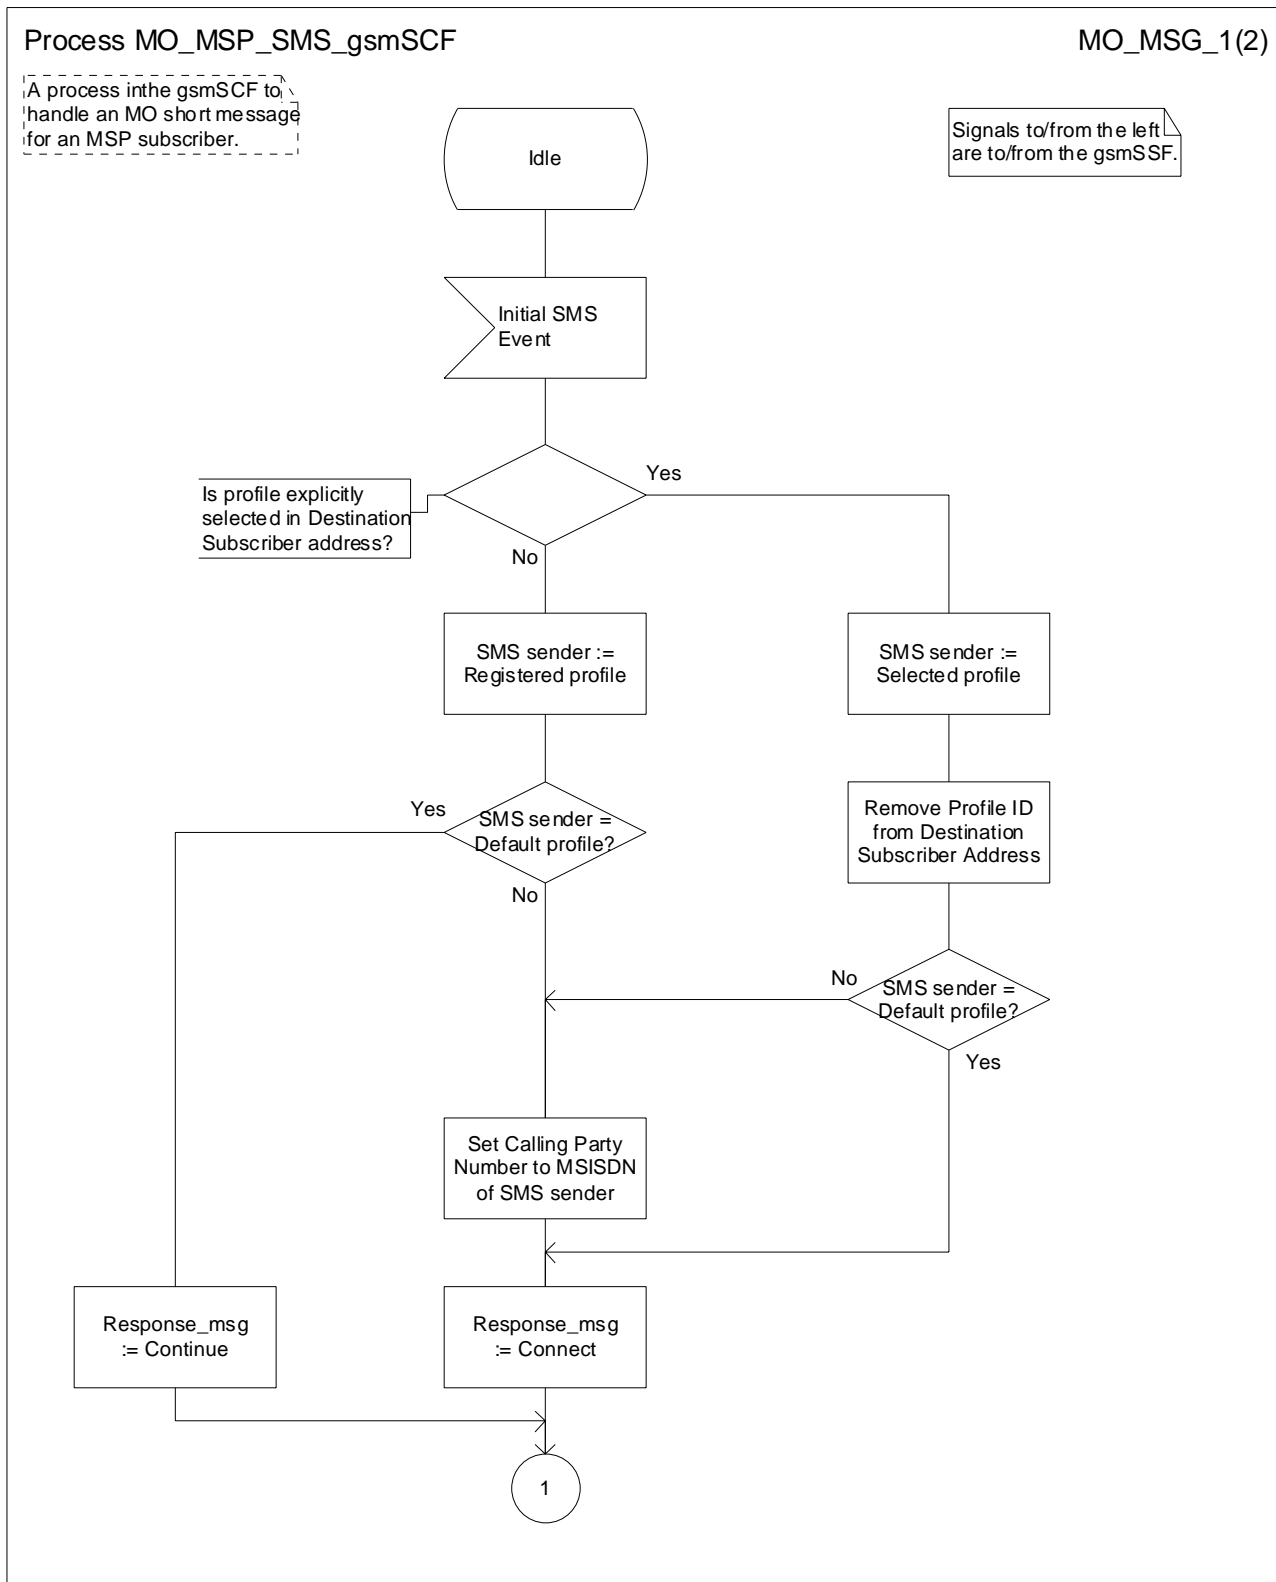 Process MO_MSP_SMS_gsmSCF
MO_MSG_1(2)
A process inthe gsmSCF to
handle an MO short message
for an MSP subscriber.
Signals to/from the left
are to/from the gsmSSF.
Idle
Initial SMS
Event
Is profile explicitly
selected in Destination
Subscriber address?
Yes
No
SMS sender :=
Registered profile
SMS sender :=
Selected profile
Yes
SMS sender =
Default profile?
No
Remove Profile ID
from Destination
Subscriber Address
No
SMS sender =
Default profile?
Yes
Set Calling Party
Number to MSISDN
of SMS sender
Response_msg
:= Continue
Response_msg
:= Connect
1